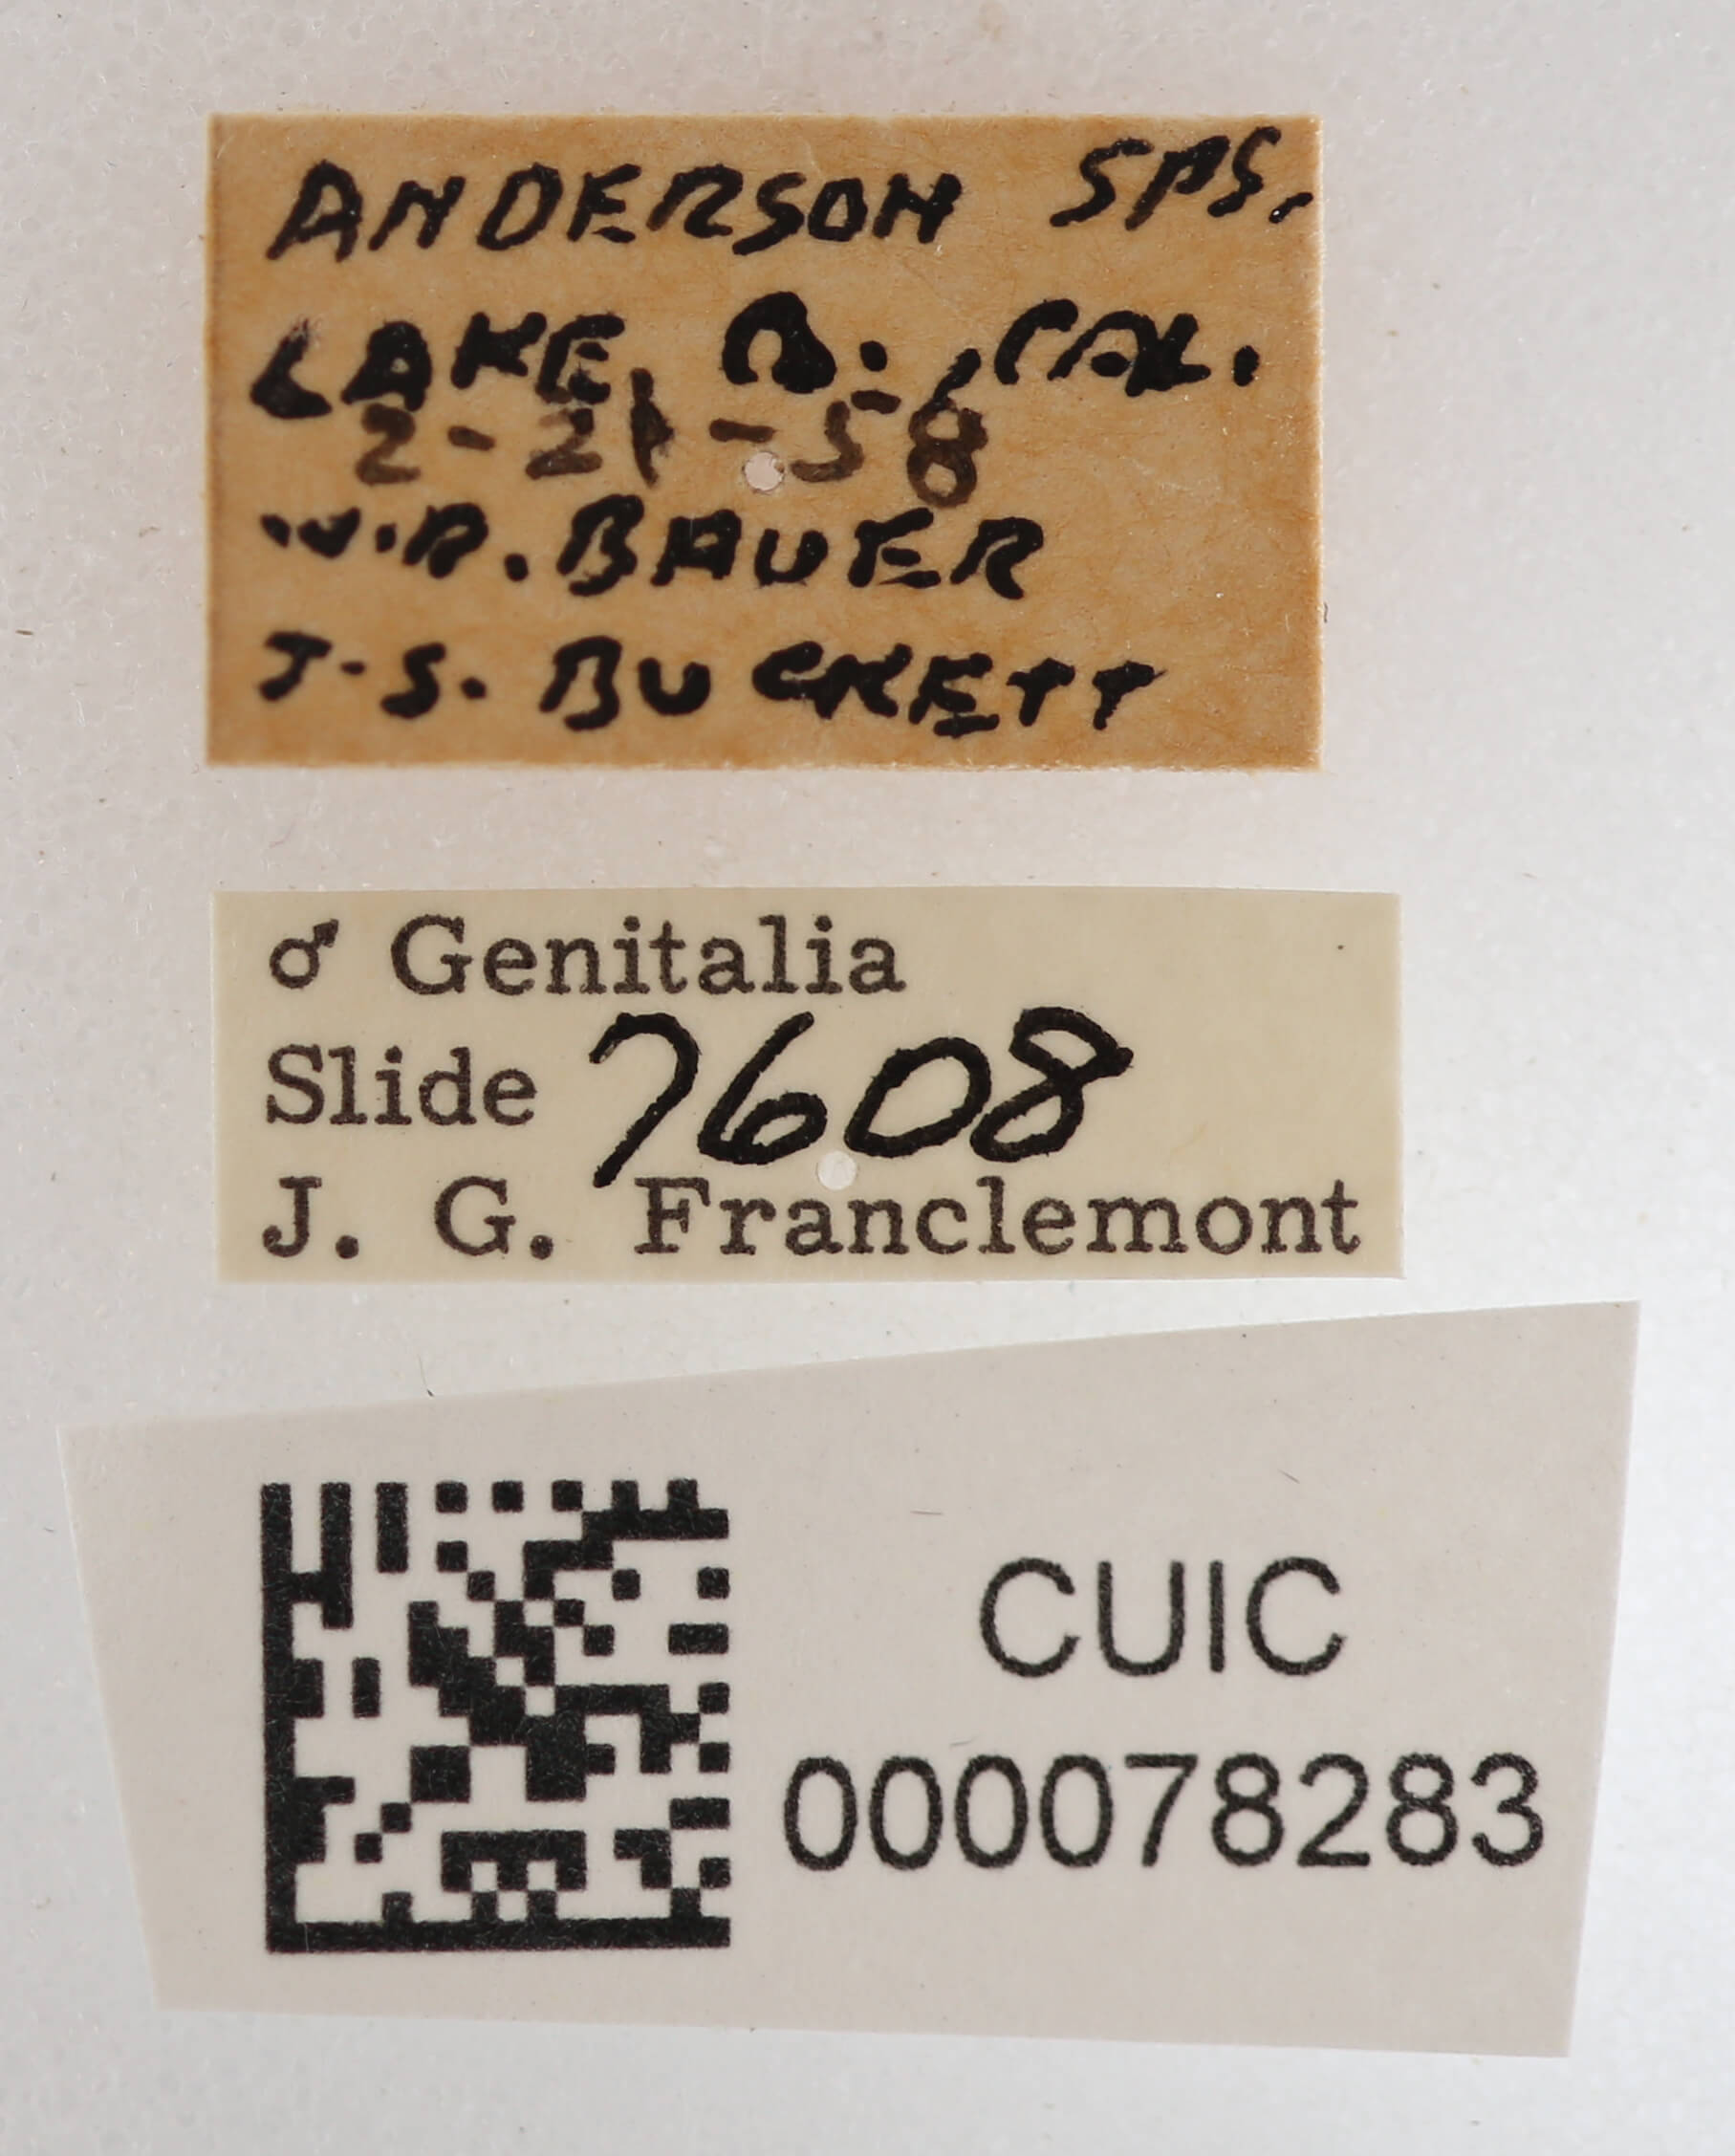 ANDERSON SPS.
LAKE, Co. CAL.
2-21-58
W.R. BAUER
J.S. BUCKETT
♂ Genitalia
Slide 7608
J. G. Franclemont
CUIC
000078283